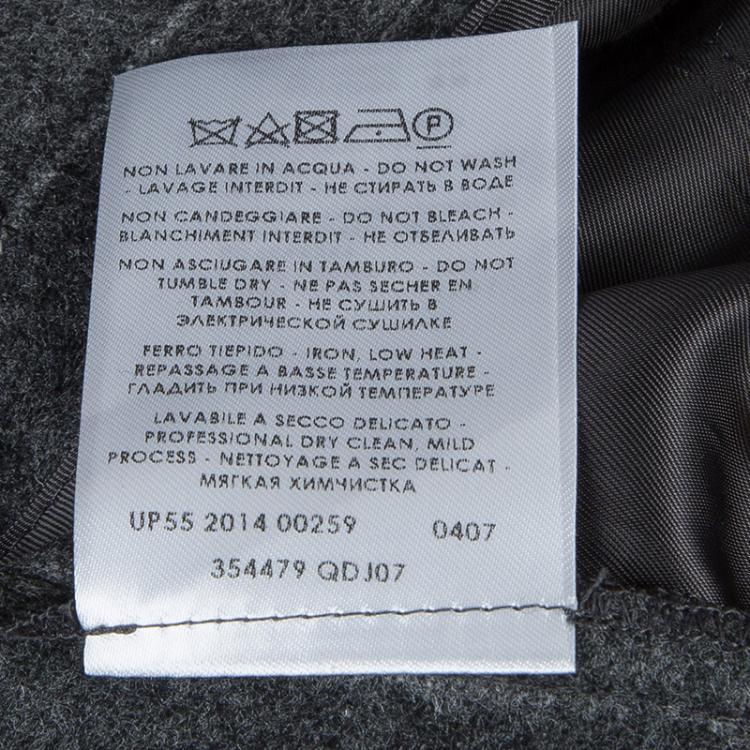 P
NON LAVARE IN ACQUA - DO NOT WASH
- LAVAGE INTERDIT - НЕ СТИРАТЬ В ВОДЕ
NON CANDEGGIARE - DO NOT BLEACH -
BLANCHIMENT INTERDIT - НЕ ОТБЕЛИВАТЬ
NON ASCIUGARE IN TAMBURO - DO NOT
TUMBLE DRY - NE PAS SECHER EN
TAMBOUR - НЕ СУШИТЬ В
ЭЛЕКТРИЧЕСКОЙ СУШИЛКЕ
FERRO TIEPIDO - IRON, LOW HEAT -
REPASSAGE A BASSE TEMPERATURE -
ГЛАДИТЬ ПРИ НИЗКОЙ ТЕМПЕРАТУРЕ
LAVABILE A SECCO DELICATO -
PROFESSIONAL DRY CLEAN, MILD
PROCESS - NETTOYAGE A SEC DELICAT -
МЯГКАЯ ХИМЧИСТКА
UP55 2014 00259 0407
354479 QDJ07